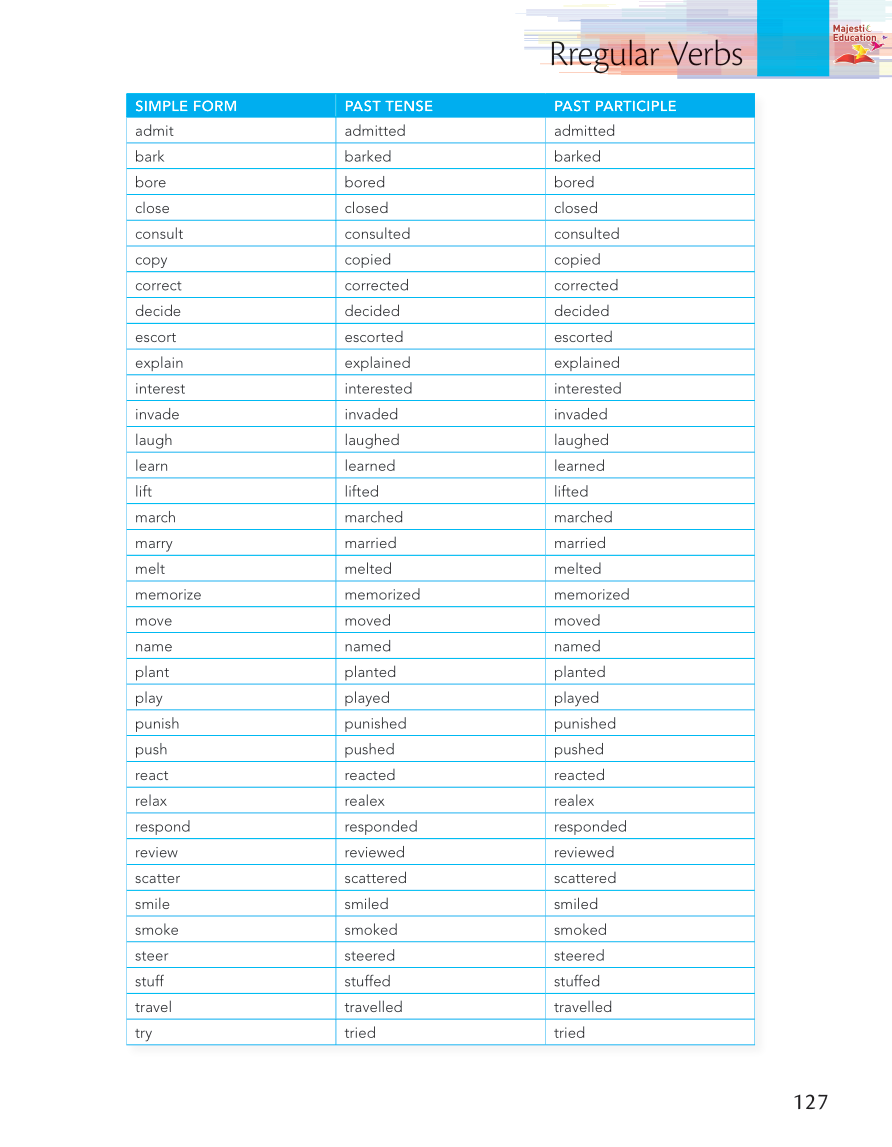 Majestic
Education
Rregular Verbs
SIMPLE FORM PAST TENSE PAST PARTICIPLE
admit admitted admitted
bark barked barked
bore bored bored
close closed closed
consult consulted consulted
copy copied copied
correct corrected corrected
decide decided decided
escort escorted escorted
explain explained explained
interest interested interested
invade invaded invaded
laugh laughed laughed
learn learned learned
lift lifted lifted
march marched marched
marry married married
melt melted melted
memorize memorized memorized
move moved moved
name named named
plant planted planted
play played played
punish punished punished
push pushed pushed
react reacted reacted
relax realex realex
respond responded responded
review reviewed reviewed
scatter scattered scattered
smile smiled smiled
smoke smoked smoked
steer steered steered
stuff stuffed stuffed
travel travelled travelled
try tried tried
127